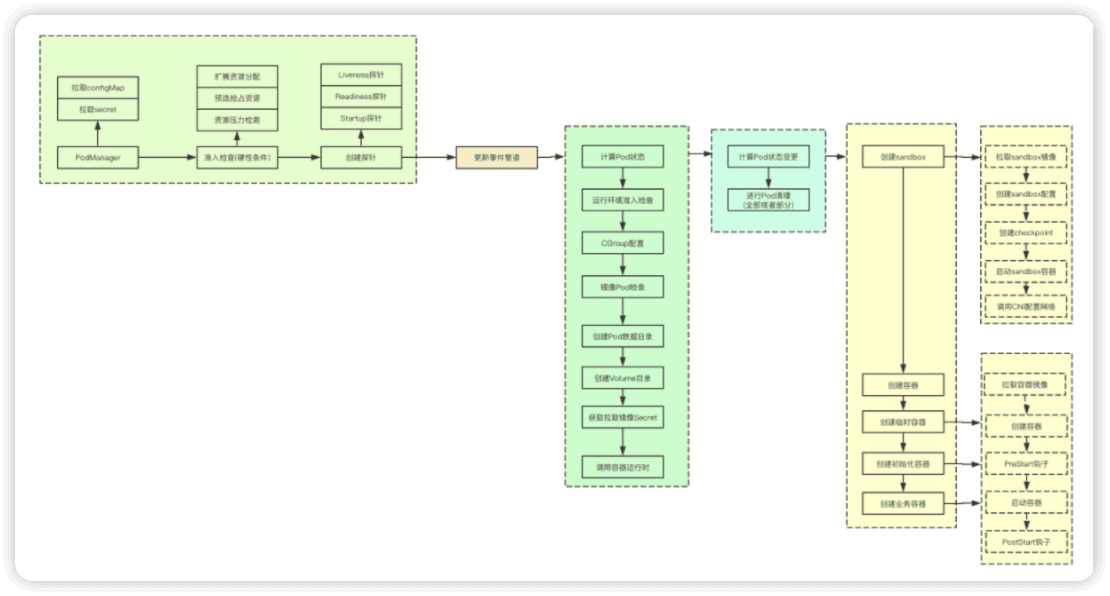 拉取configMap
拉取secret
PodManager
扩展资源分配
预选抢占资源
资源压力检测
准入检查(硬性条件)
Liveness探针
Readiness探针
Startup探针
创建探针
更新事件管道
计算Pod状态
运行环境准入检查
CGroup配置
镜像Pod检查
创建Pod数据目录
创建Volume目录
获取拉取镜像Secret
调用容器运行时
计算Pod状态变更
进行Pod清理
(全部或者部分)
创建sandbox
创建容器
创建临时容器
创建初始化容器
创建业务容器
拉取sandbox镜像
创建sandbox配置
创建checkpoint
启动sandbox容器
调用CNI配置网络
拉取容器镜像
创建容器
PreStart钩子
启动容器
PostStart钩子